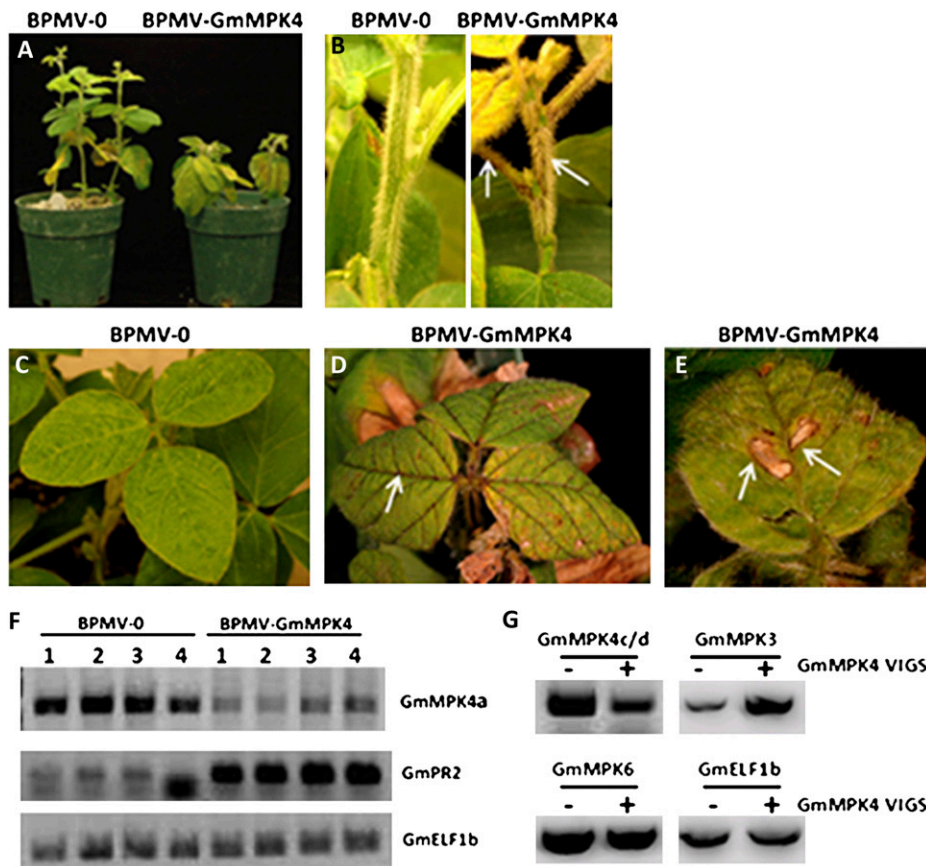 BPMV-0 BPMV-GmMPK4 BPMV-0 BPMV-GmMPK4
A B
BPMV-0 BPMV-GmMPK4 BPMV-GmMPK4
C D E
F BPMV-0 BPMV-GmMPK4
1 2 3 4 1 2 3 4
GmMPK4a
GmPR2
GmELF1b
G GmMPK4c/d GmMPK3
- + - + GmMPK4 VIGS
GmMPK6 GmELF1b
- + - + GmMPK4 VIGS